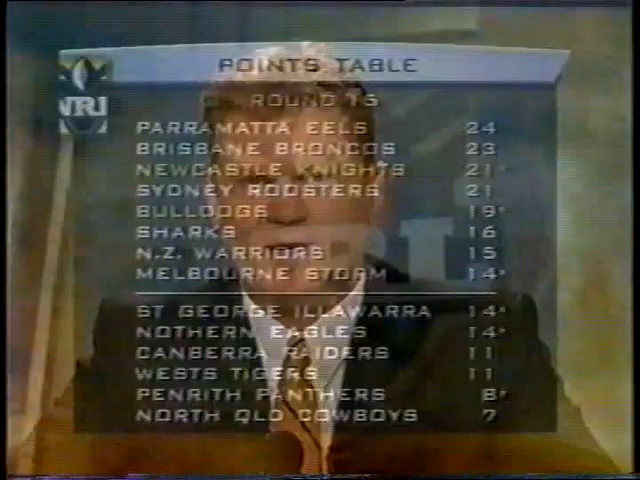 POINTS TABLE
NRL
ROUND 16
PARRAMATTA EELS 24
BRISBANE BRONCOS 23
NEWCASTLE KNIGHTS 21*
SYDNEY ROOSTERS 21
BULLDOGS 19*
SHARKS 16
N.Z. WARRIORS 15
MELBOURNE STORM 14*
ST GEORGE ILLAWARRA 14*
NOTHERN EAGLES 14*
CANBERRA RAIDERS 11
WESTS TIGERS 11
PENRITH PANTHERS 8*
NORTH QLD COWBOYS 7